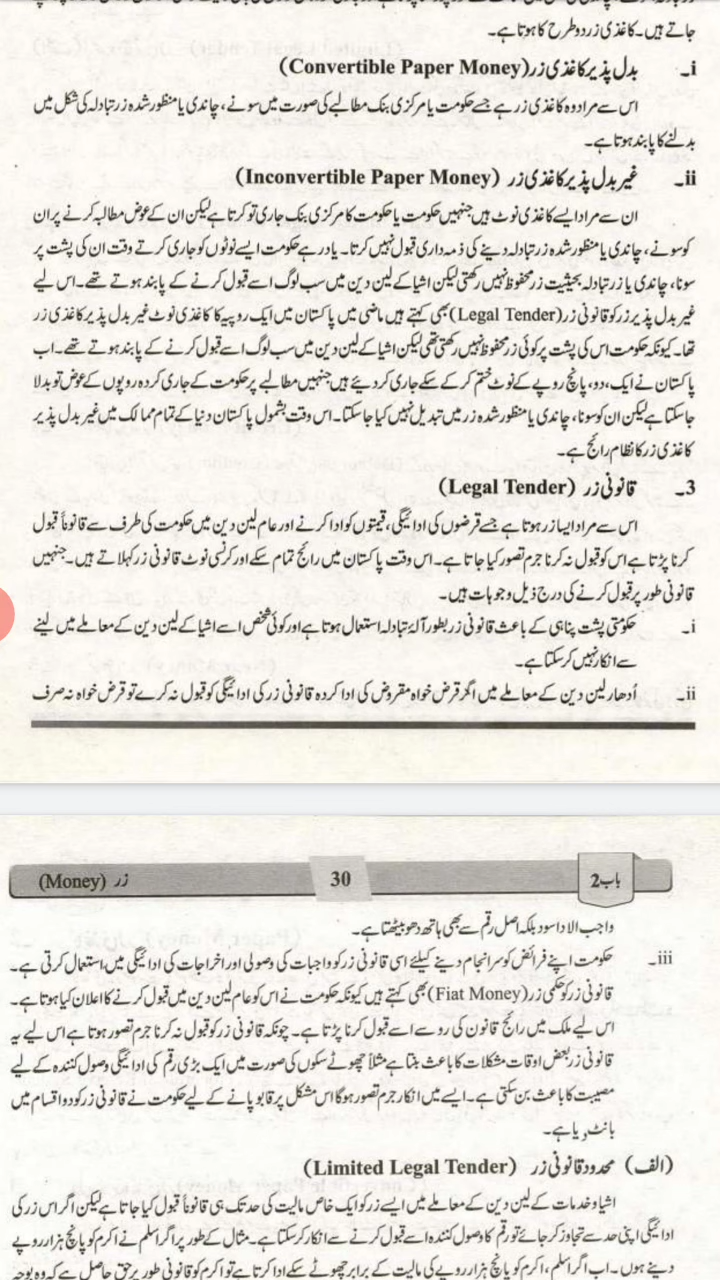 جاتے ہیں۔ کاغذی زر دو طرح کا ہوتا ہے۔
i۔ بدل پذیر کاغذی زر (Convertible Paper Money)
اس سے مراد وہ کاغذی زر ہے جسے حکومت یا مرکزی بنک مطالبے کی صورت میں سونے، چاندی یا منظور شدہ زرِ تبادلہ کی شکل میں
بدلنے کا پابند ہوتا ہے۔
ii۔ غیر بدل پذیر کاغذی زر (Inconvertible Paper Money)
ان سے مراد ایسے کاغذی نوٹ ہیں جنہیں حکومت یا حکومت کا مرکزی بنک جاری تو کرتا ہے لیکن ان کے عوض مطالبہ کرنے پر ان
کو سونے، چاندی یا منظور شدہ زرِ تبادلہ دینے کی ذمہ داری قبول نہیں کرتا۔ یاد رہے حکومت ایسے نوٹوں کو جاری کرتے وقت ان کی پشت پر
سونا، چاندی یا زرِ تبادلہ بحیثیت زر محفوظ نہیں رکھتی لیکن اشیا کے لین دین میں سب لوگ اسے قبول کرنے کے پابند ہوتے تھے۔ اس لیے
غیر بدل پذیر زر کو قانونی زر (Legal Tender) بھی کہتے ہیں ماضی میں پاکستان میں ایک روپیہ کا کاغذی نوٹ غیر بدل پذیر کاغذی زر
تھا۔ کیونکہ حکومت اس کی پشت پر کوئی زر محفوظ نہیں رکھتی تھی لیکن اشیا کے لین دین میں سب لوگ اسے قبول کرنے کے پابند ہوتے تھے۔ اب
پاکستان نے ایک، دو، پانچ روپے کے نوٹ ختم کر کے سکے جاری کر دیئے ہیں جنہیں مطالبے پر حکومت کے جاری کردہ روپوں کے عوض تو بدلا
جا سکتا ہے لیکن ان کو سونا، چاندی یا منظور شدہ زر میں تبدیل نہیں کیا جا سکتا۔ اس وقت بشمول پاکستان دنیا کے تمام ممالک میں غیر بدل پذیر
کاغذی زر کا نظام رائج ہے۔
3۔ قانونی زر (Legal Tender)
اس سے مراد ایسا زر ہوتا ہے جسے قرضوں کی ادائیگی، قیمتوں کو ادا کرنے اور عام لین دین میں حکومت کی طرف سے قانوناً قبول
کرنا پڑتا ہے اس کو قبول نہ کرنا جرم تصور کیا جاتا ہے۔ اس وقت پاکستان میں رائج تمام سکے اور کرنسی نوٹ قانونی زر کہلاتے ہیں۔ جنہیں
قانونی طور پر قبول کرنے کی درج ذیل وجوہات ہیں۔
i۔ حکومتی پشت پناہی کے باعث قانونی زر بطور آلۂ تبادلہ استعمال ہوتا ہے اور کوئی شخص اسے اشیا کے لین دین کے معاملے میں لینے
سے انکار نہیں کر سکتا ہے۔
ii۔ اُدھار لین دین کے معاملے میں اگر قرض خواہ مقروض کی ادا کردہ قانونی زر کی ادائیگی کو قبول نہ کرے تو قرض خواہ نہ صرف
باب 2 30 زر (Money)
واجب الادا سود بلکہ اصل رقم سے بھی ہاتھ دھو بیٹھتا ہے۔
iii۔ حکومت اپنے فرائض کو سرانجام دینے کیلئے اسی قانونی زر کو واجبات کی وصولی اور اخراجات کی ادائیگی میں استعمال کرتی ہے۔
قانونی زر کو حکمی زر (Fiat Money) بھی کہتے ہیں کیونکہ حکومت نے اس کو عام لین دین میں قبول کرنے کا اعلان کیا ہوتا ہے۔
اس لیے ملک میں رائج قانون کی رو سے اسے قبول کرنا پڑتا ہے۔ چونکہ قانونی زر کو قبول نہ کرنا جرم تصور ہوتا ہے اس لیے یہ
قانونی زر بعض اوقات مشکلات کا باعث بنتا ہے مثلاً چھوٹے سکوں کی صورت میں ایک بڑی رقم کی ادائیگی وصول کنندہ کے لیے
مصیبت کا باعث بن سکتی ہے۔ ایسے میں انکار جرم تصور ہوگا اس مشکل پر قابو پانے کے لیے حکومت نے قانونی زر کو دو اقسام میں
بانٹ دیا ہے۔
(الف) محدود قانونی زر (Limited Legal Tender)
اشیا و خدمات کے لین دین کے معاملے میں ایسے زر کو ایک خاص مالیت کی حد تک ہی قانوناً قبول کیا جاتا ہے لیکن اگر اس زر کی
ادائیگی اپنی حد سے تجاوز کر جائے تو رقم کا وصول کنندہ اسے قبول کرنے سے انکار کر سکتا ہے۔ مثال کے طور پر اگر اسلم نے اکرم کو پانچ ہزار روپے
دینے ہوں۔ اب اگر اسلم، اکرم کو پانچ ہزار روپے کی مالیت کے برابر چھوٹے سکے ادا کرتا ہے تو اکرم کو قانونی طور پر حق حاصل ہے کہ وہ بوجہ